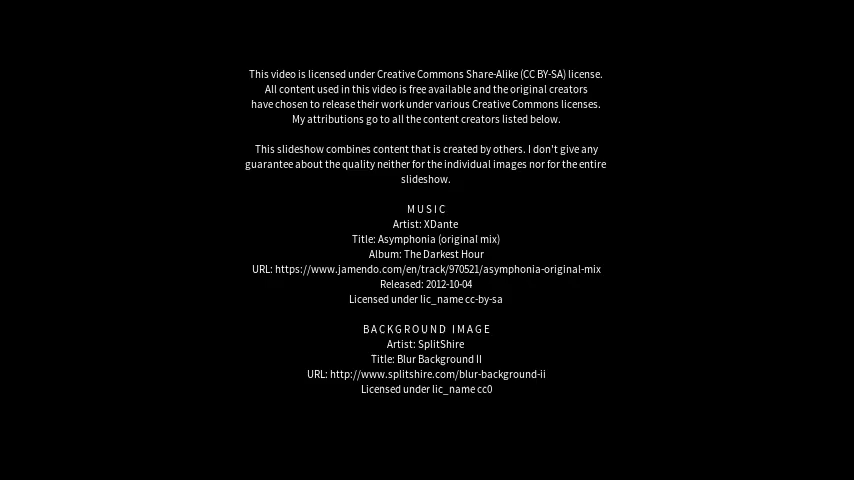 This video is licensed under Creative Commons Share-Alike (CC BY-SA) license.
All content used in this video is free available and the original creators
have chosen to release their work under various Creative Commons licenses.
My attributions go to all the content creators listed below.
This slideshow combines content that is created by others. I don't give any
guarantee about the quality neither for the individual images nor for the entire
slideshow.
MUSIC
Artist: XDante
Title: Asymphonia (original mix)
Album: The Darkest Hour
URL: https://www.jamendo.com/en/track/970521/asymphonia-original-mix
Released: 2012-10-04
Licensed under lic_name cc-by-sa
BACKGROUND IMAGE
Artist: SplitShire
Title: Blur Background II
URL: http://www.splitshire.com/blur-background-ii
Licensed under lic_name cc0